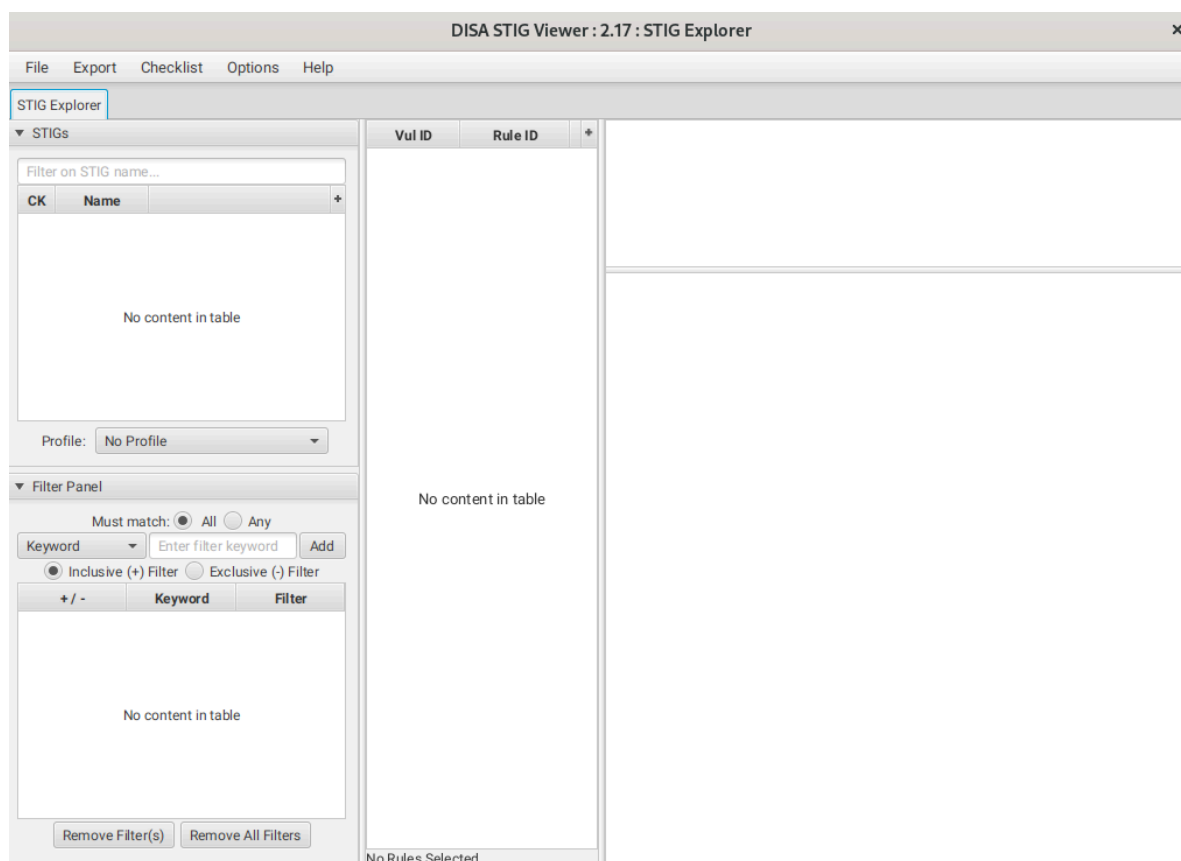 DISA STIG Viewer : 2.17 : STIG Explorer
×
File Export Checklist Options Help
STIG Explorer
STIGs
Filter on STIG name...
CK Name +
No content in table
Profile: No Profile
Filter Panel
Must match: All Any
Keyword Enter filter keyword Add
Inclusive (+) Filter Exclusive (-) Filter
+ / - Keyword Filter
No content in table
Remove Filter(s) Remove All Filters
Vul ID Rule ID +
No content in table
No Rules Selected